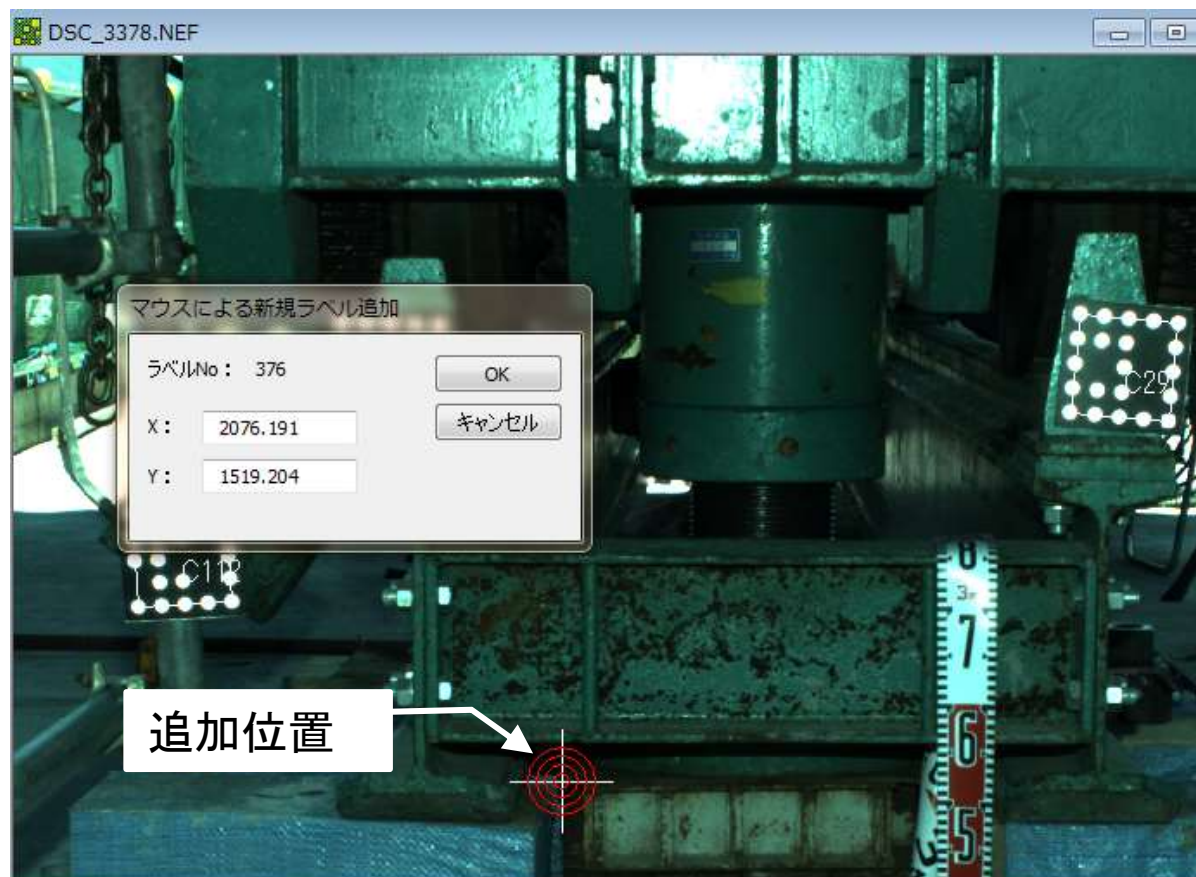 DSC_3378.NEF
マウスによる新規ラベル追加
ラベルNo： 376
OK
X： 2076.191
キャンセル
Y： 1519.204
C29
C112
8
3m
7
追加位置
6
5